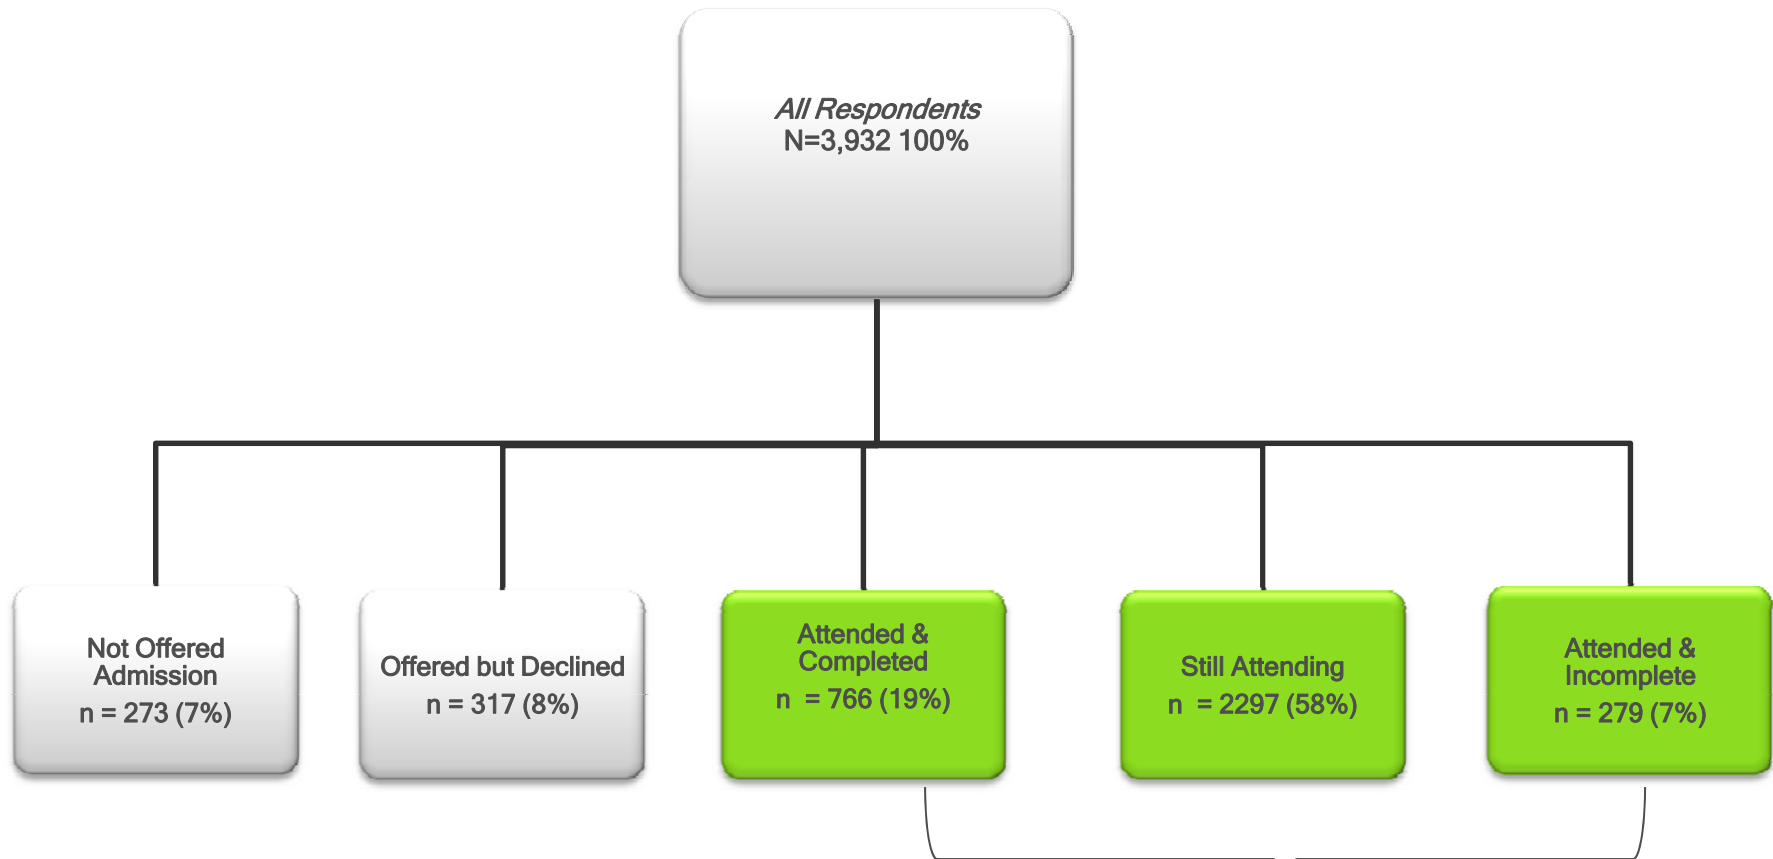 All Respondents
N=3,932 100%
Not Offered
Admission
n = 273 (7%)
Offered but Declined
n = 317 (8%)
Attended &
Completed
n  = 766 (19%)
Still Attending
n  = 2297 (58%)
Attended &
Incomplete
n = 279 (7%)